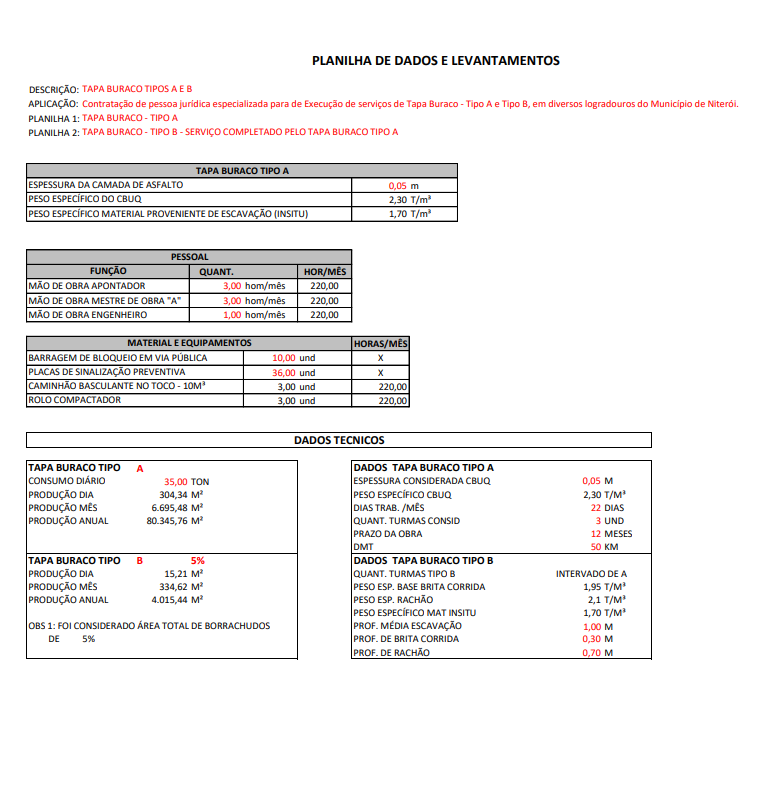 PLANILHA DE DADOS E LEVANTAMENTOS
DESCRIÇÃO: TAPA BURACO TIPOS A E B
APLICAÇÃO: Contratação de pessoa jurídica especializada para de Execução de serviços de Tapa Buraco - Tipo A e Tipo B, em diversos logradouros do Município de Niterói.
PLANILHA 1: TAPA BURACO - TIPO A
PLANILHA 2: TAPA BURACO - TIPO B - SERVIÇO COMPLETADO PELO TAPA BURACO TIPO A
TAPA BURACO TIPO A
ESPESSURA DA CAMADA DE ASFALTO 0,05 m
PESO ESPECÍFICO DO CBUQ 2,30 T/m³
PESO ESPECÍFICO MATERIAL PROVENIENTE DE ESCAVAÇÃO (INSITU) 1,70 T/m³
PESSOAL
FUNÇÃO QUANT. HOR/MÊS
MÃO DE OBRA APONTADOR 3,00 hom/mês 220,00
MÃO DE OBRA MESTRE DE OBRA "A" 3,00 hom/mês 220,00
MÃO DE OBRA ENGENHEIRO 1,00 hom/mês 220,00
MATERIAL E EQUIPAMENTOS HORAS/MÊS
BARRAGEM DE BLOQUEIO EM VIA PÚBLICA 10,00 und X
PLACAS DE SINALIZAÇÃO PREVENTIVA 36,00 und X
CAMINHÃO BASCULANTE NO TOCO - 10M³ 3,00 und 220,00
ROLO COMPACTADOR 3,00 und 220,00
DADOS TECNICOS
TAPA BURACO TIPO A
CONSUMO DIÁRIO 35,00 TON
PRODUÇÃO DIA 304,34 M²
PRODUÇÃO MÊS 6.695,48 M²
PRODUÇÃO ANUAL 80.345,76 M²
TAPA BURACO TIPO B 5%
PRODUÇÃO DIA 15,21 M²
PRODUÇÃO MÊS 334,62 M²
PRODUÇÃO ANUAL 4.015,44 M²
OBS 1: FOI CONSIDERADO ÁREA TOTAL DE BORRACHUDOS
DE 5%
DADOS TAPA BURACO TIPO A
ESPESSURA CONSIDERADA CBUQ 0,05 M
PESO ESPECÍFICO CBUQ 2,30 T/M³
DIAS TRAB. /MÊS 22 DIAS
QUANT. TURMAS CONSID 3 UND
PRAZO DA OBRA 12 MESES
DMT 50 KM
DADOS TAPA BURACO TIPO B
QUANT. TURMAS TIPO B INTERVADO DE A
PESO ESP. BASE BRITA CORRIDA 1,95 T/M³
PESO ESP. RACHÃO 2,1 T/M³
PESO ESPECÍFICO MAT INSITU 1,70 T/M³
PROF. MÉDIA ESCAVAÇÃO 1,00 M
PROF. DE BRITA CORRIDA 0,30 M
PROF. DE RACHÃO 0,70 M